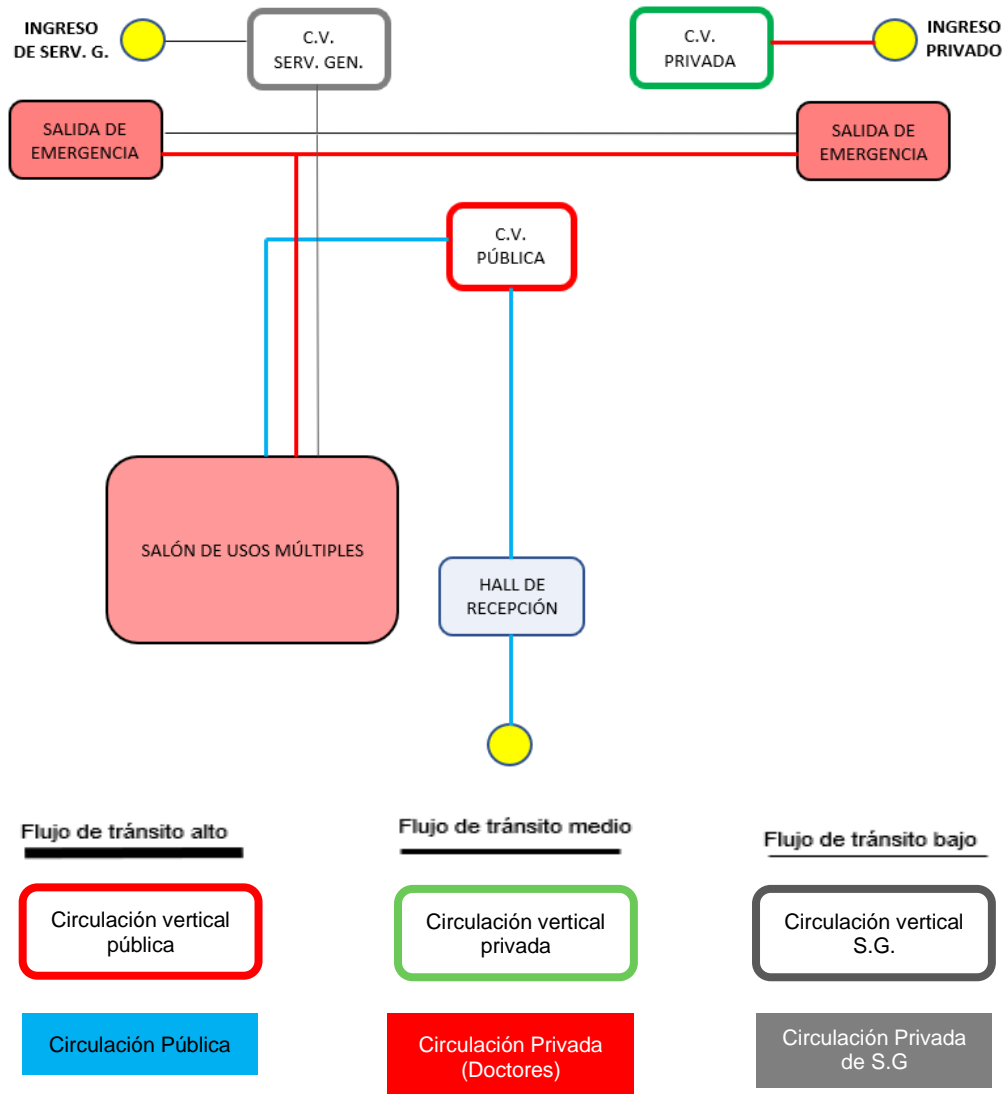 INGRESO
DE SERV. G.
C.V.
SERV. GEN.
C.V.
PRIVADA
INGRESO
PRIVADO
SALIDA DE
EMERGENCIA
SALIDA DE
EMERGENCIA
C.V.
PÚBLICA
SALÓN DE USOS MÚLTIPLES
HALL DE
RECEPCIÓN
Flujo de tránsito alto
Flujo de tránsito medio
Flujo de tránsito bajo
Circulación vertical
pública
Circulación vertical
privada
Circulación vertical
S.G.
Circulación Pública
Circulación Privada
(Doctores)
Circulación Privada
de S.G